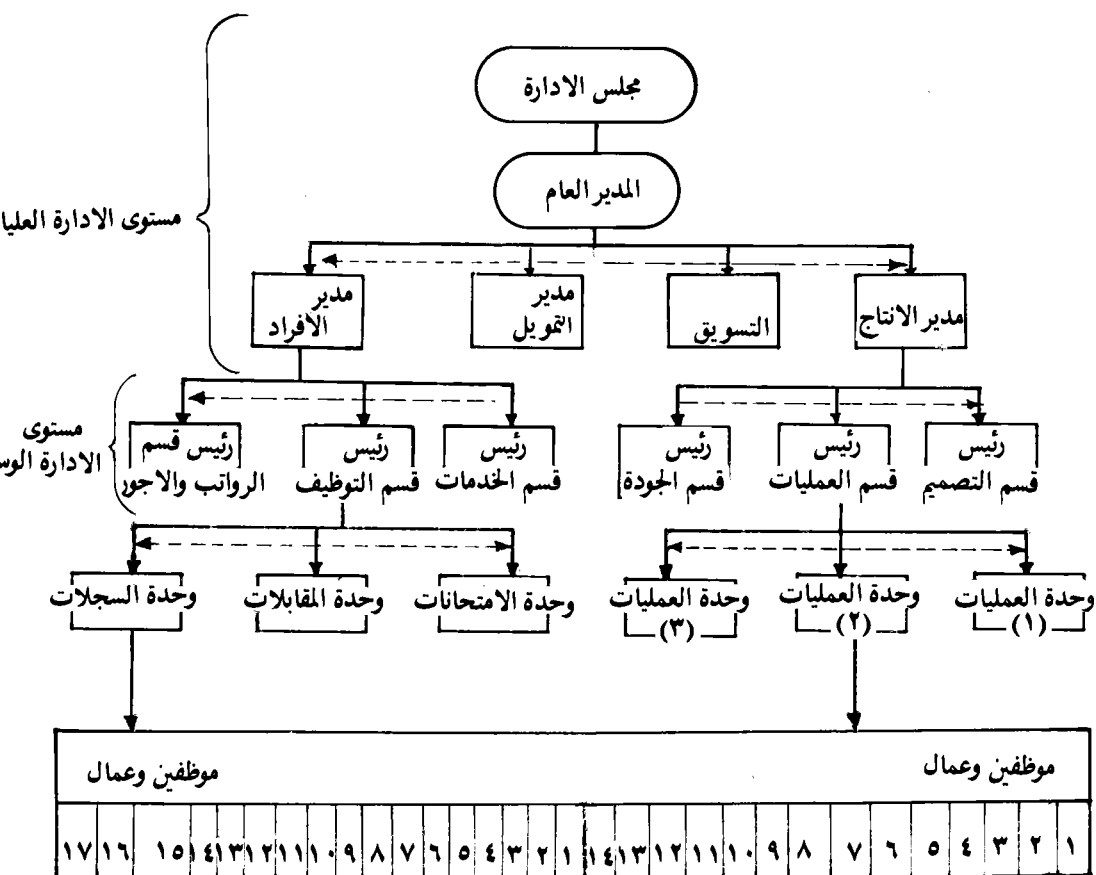 مجلس الادارة
المدير العام
مستوى الادارة العليا
مدير الانتاج
التسويق
مدير
التمويل
مدير
الافراد
مستوى
الادارة
رئيس
قسم التصميم
رئيس
قسم العمليات
رئيس
قسم الجودة
رئيس
قسم الخدمات
رئيس
قسم التوظيف
رئيس قسم
الرواتب والاجور
وحدة العمليات
(١)
وحدة العمليات
(٢)
وحدة العمليات
(٣)
وحدة الامتحانات
وحدة المقابلات
وحدة السجلات
موظفين وعمال
موظفين وعمال
١ ٢ ٣ ٤ ٥ ٦ ٧ ٨ ٩ ١٠ ١١ ١٢ ١٣ ١٤ ١ ٢ ٣ ٤ ٥ ٦ ٧ ٨ ٩ ١٠ ١١ ١٢ ١٣ ١٤ ١٥ ١٦ ١٧